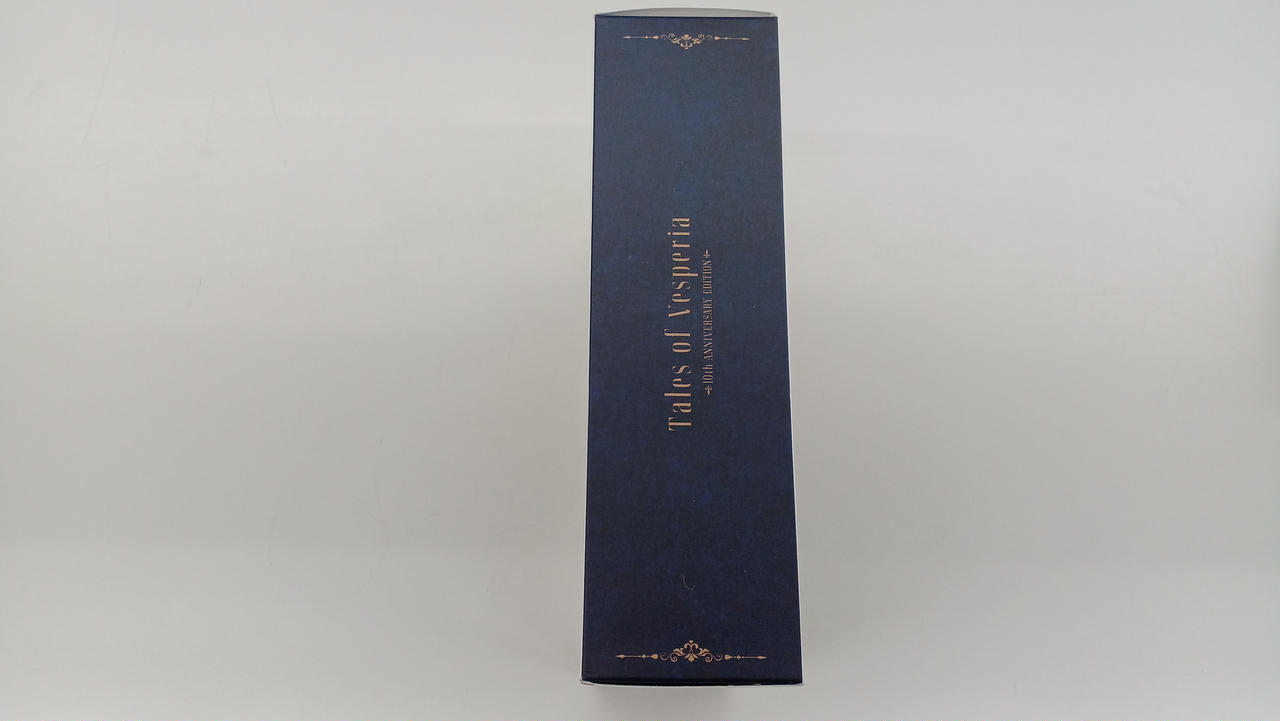 Tales of Vesperia
10th ANNIVERSARY EDITION